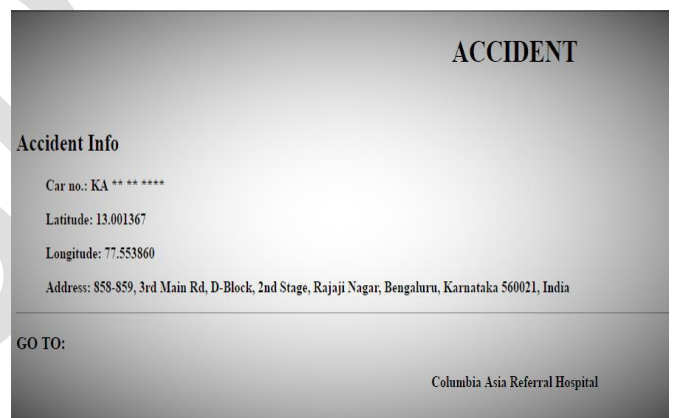 ACCIDENT
Accident Info
Car no.: KA ** ** ****
Latitude: 13.001367
Longitude: 77.553860
Address: 858-859, 3rd Main Rd, D-Block, 2nd Stage, Rajaji Nagar, Bengaluru, Karnataka 560021, India
GO TO:
Columbia Asia Referral Hospital